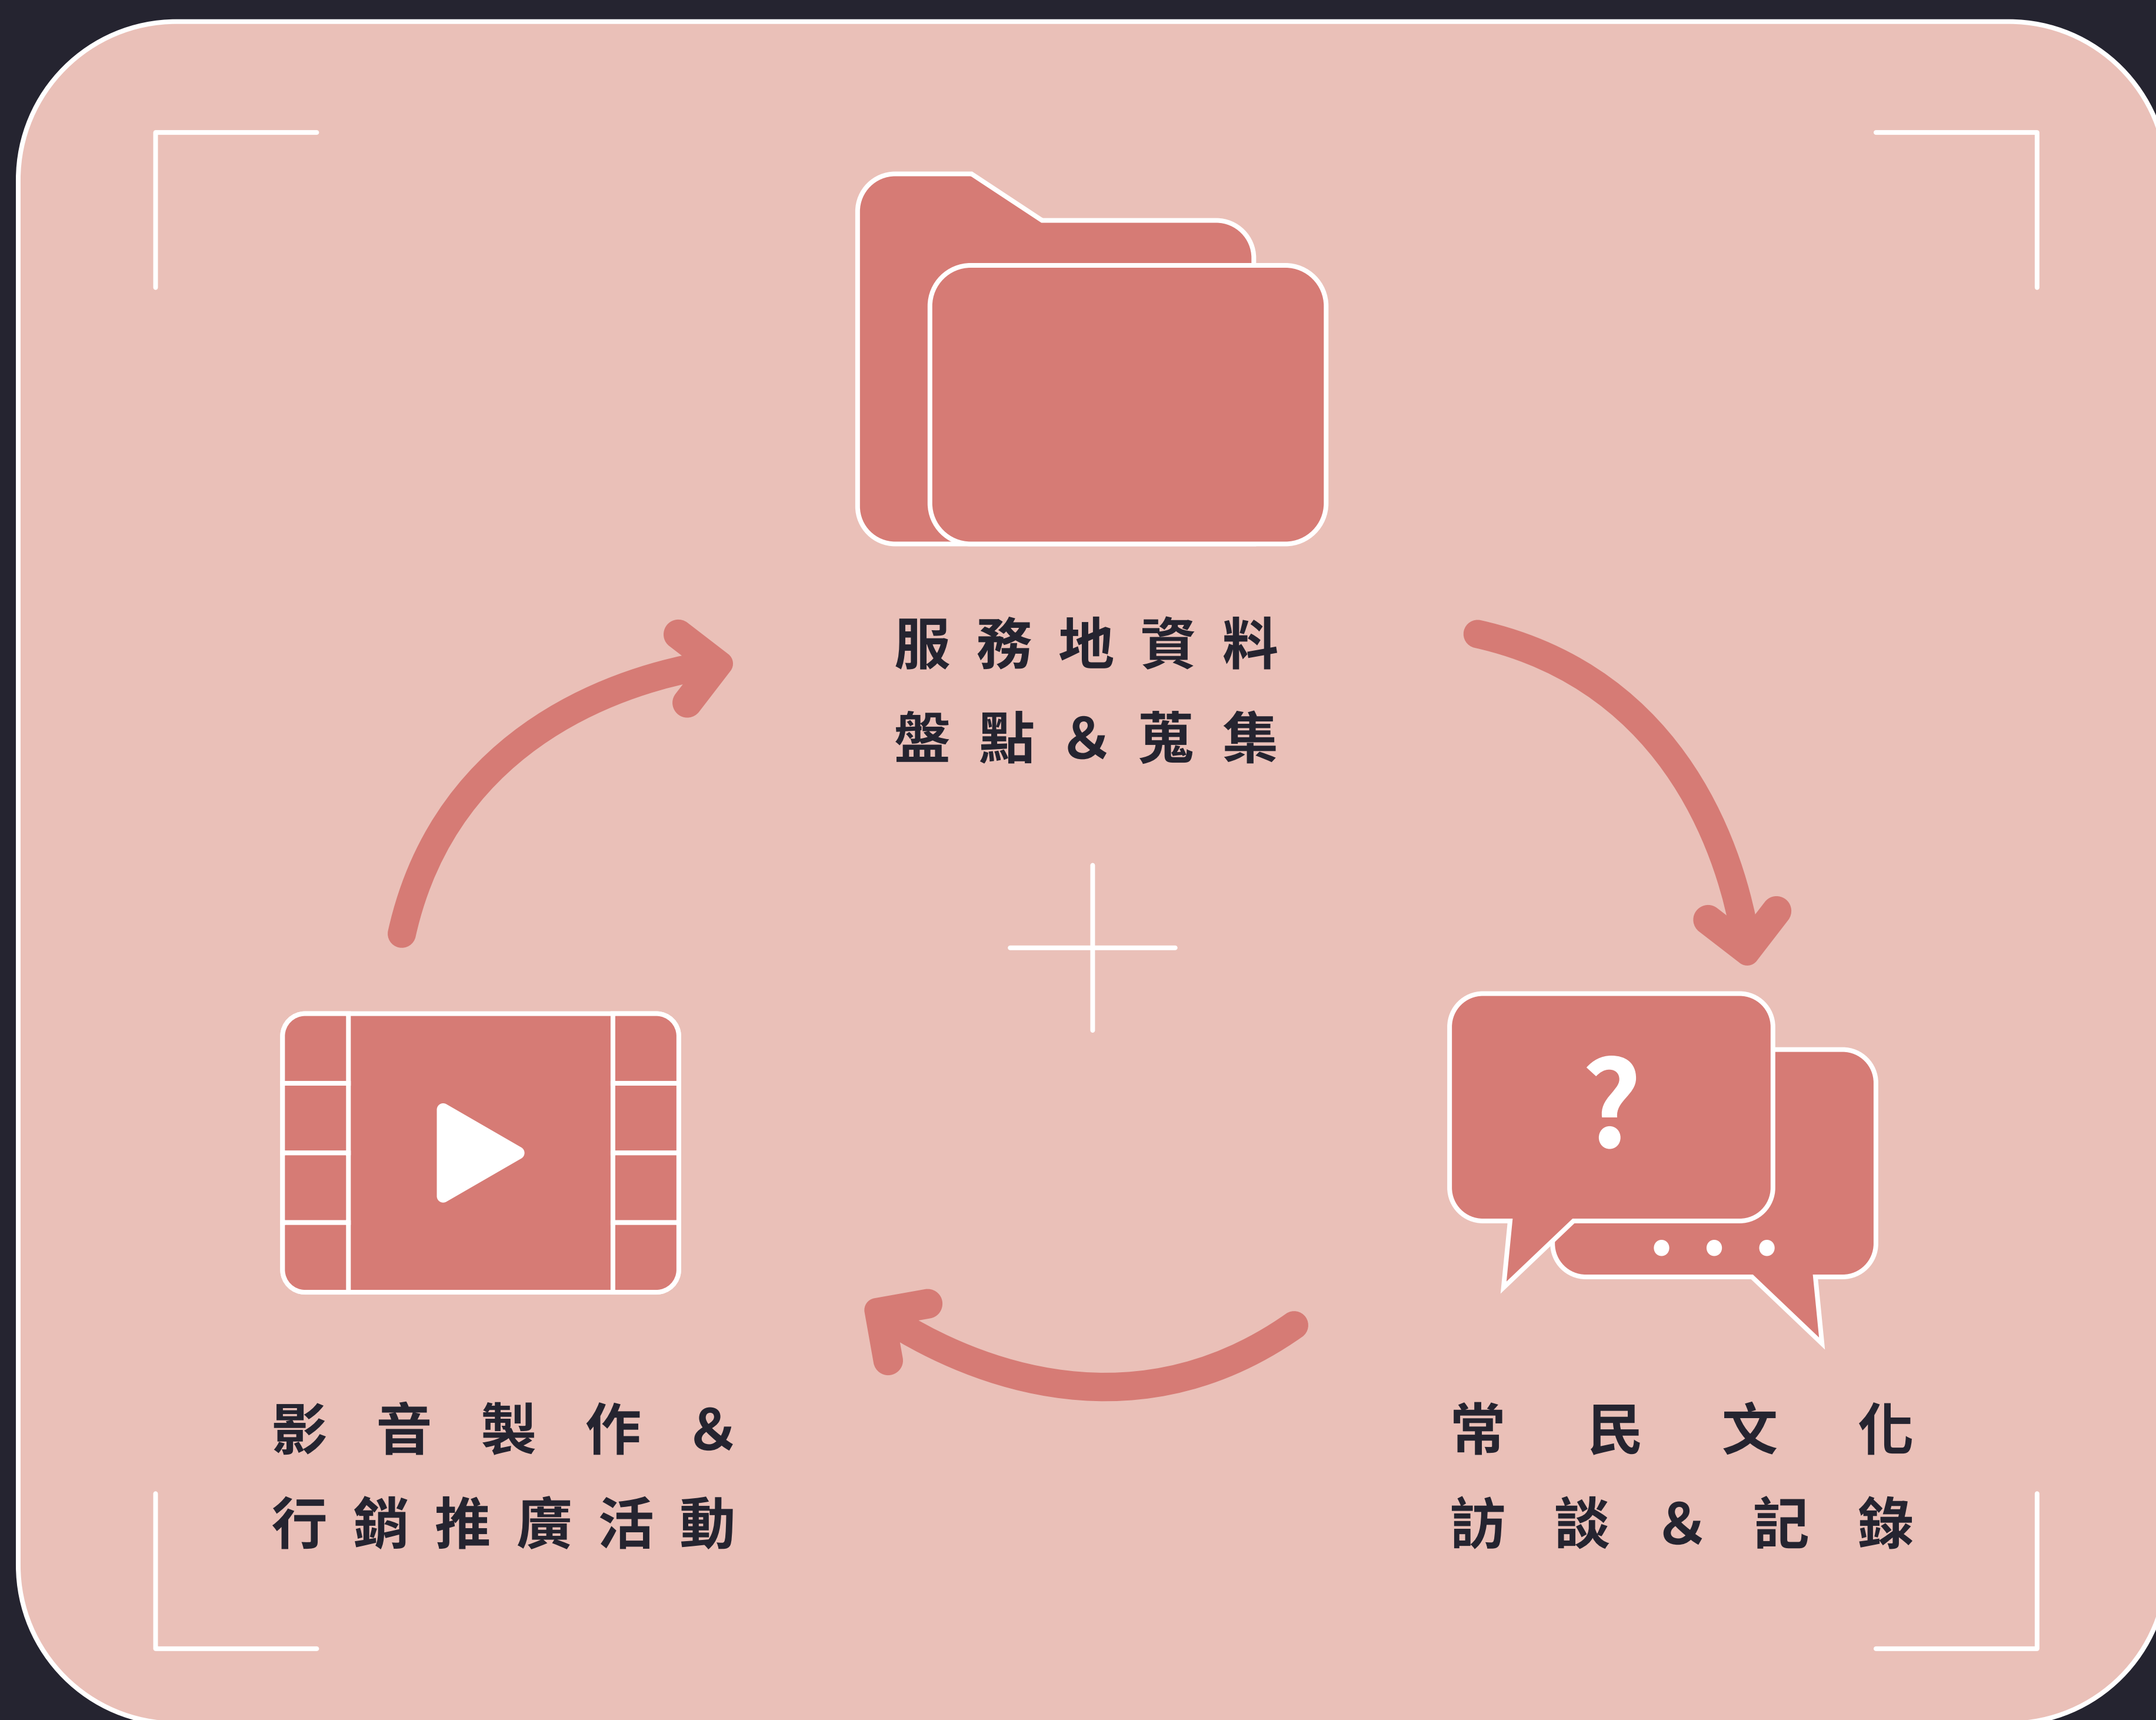 服務地資料
盤點&蒐集
?
影音製作&
行銷推廣活動
常民文化
訪談&記錄